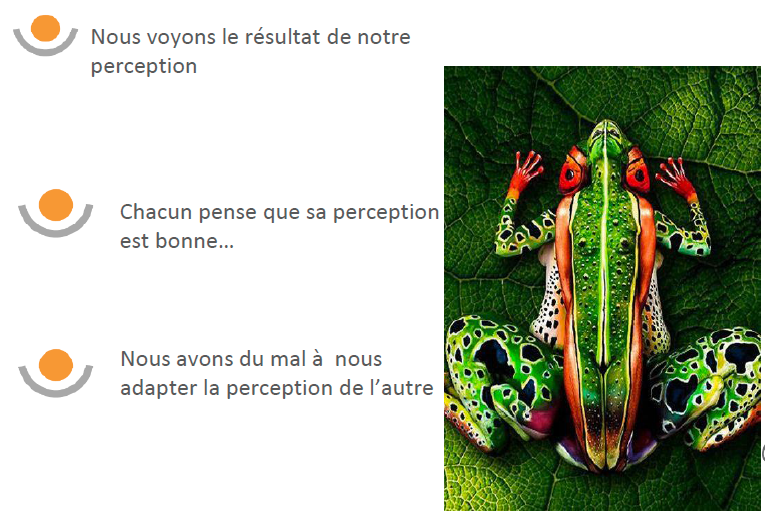 Nous voyons le résultat de notre
perception
Chacun pense que sa perception
est bonne...
Nous avons du mal à nous
adapter la perception de l'autre